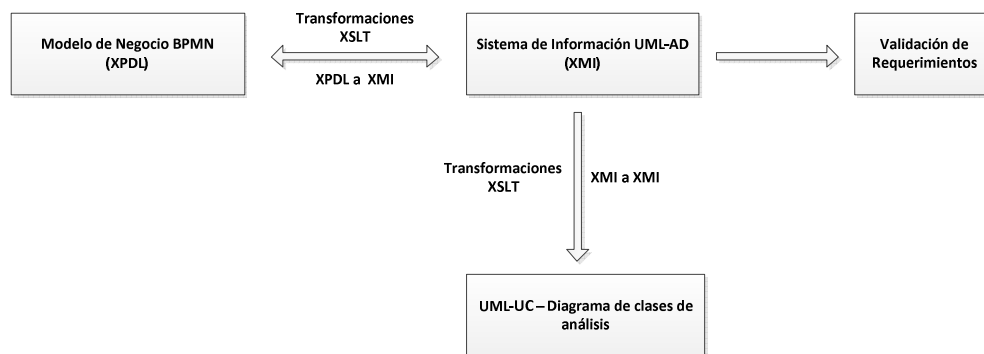 Modelo de Negocio BPMN
(XPDL)
Transformaciones
XSLT
XPDL a XMI
Sistema de Información UML-AD
(XMI)
Validación de
Requerimientos
Transformaciones
XSLT
XMI a XMI
UML-UC – Diagrama de clases de
análisis